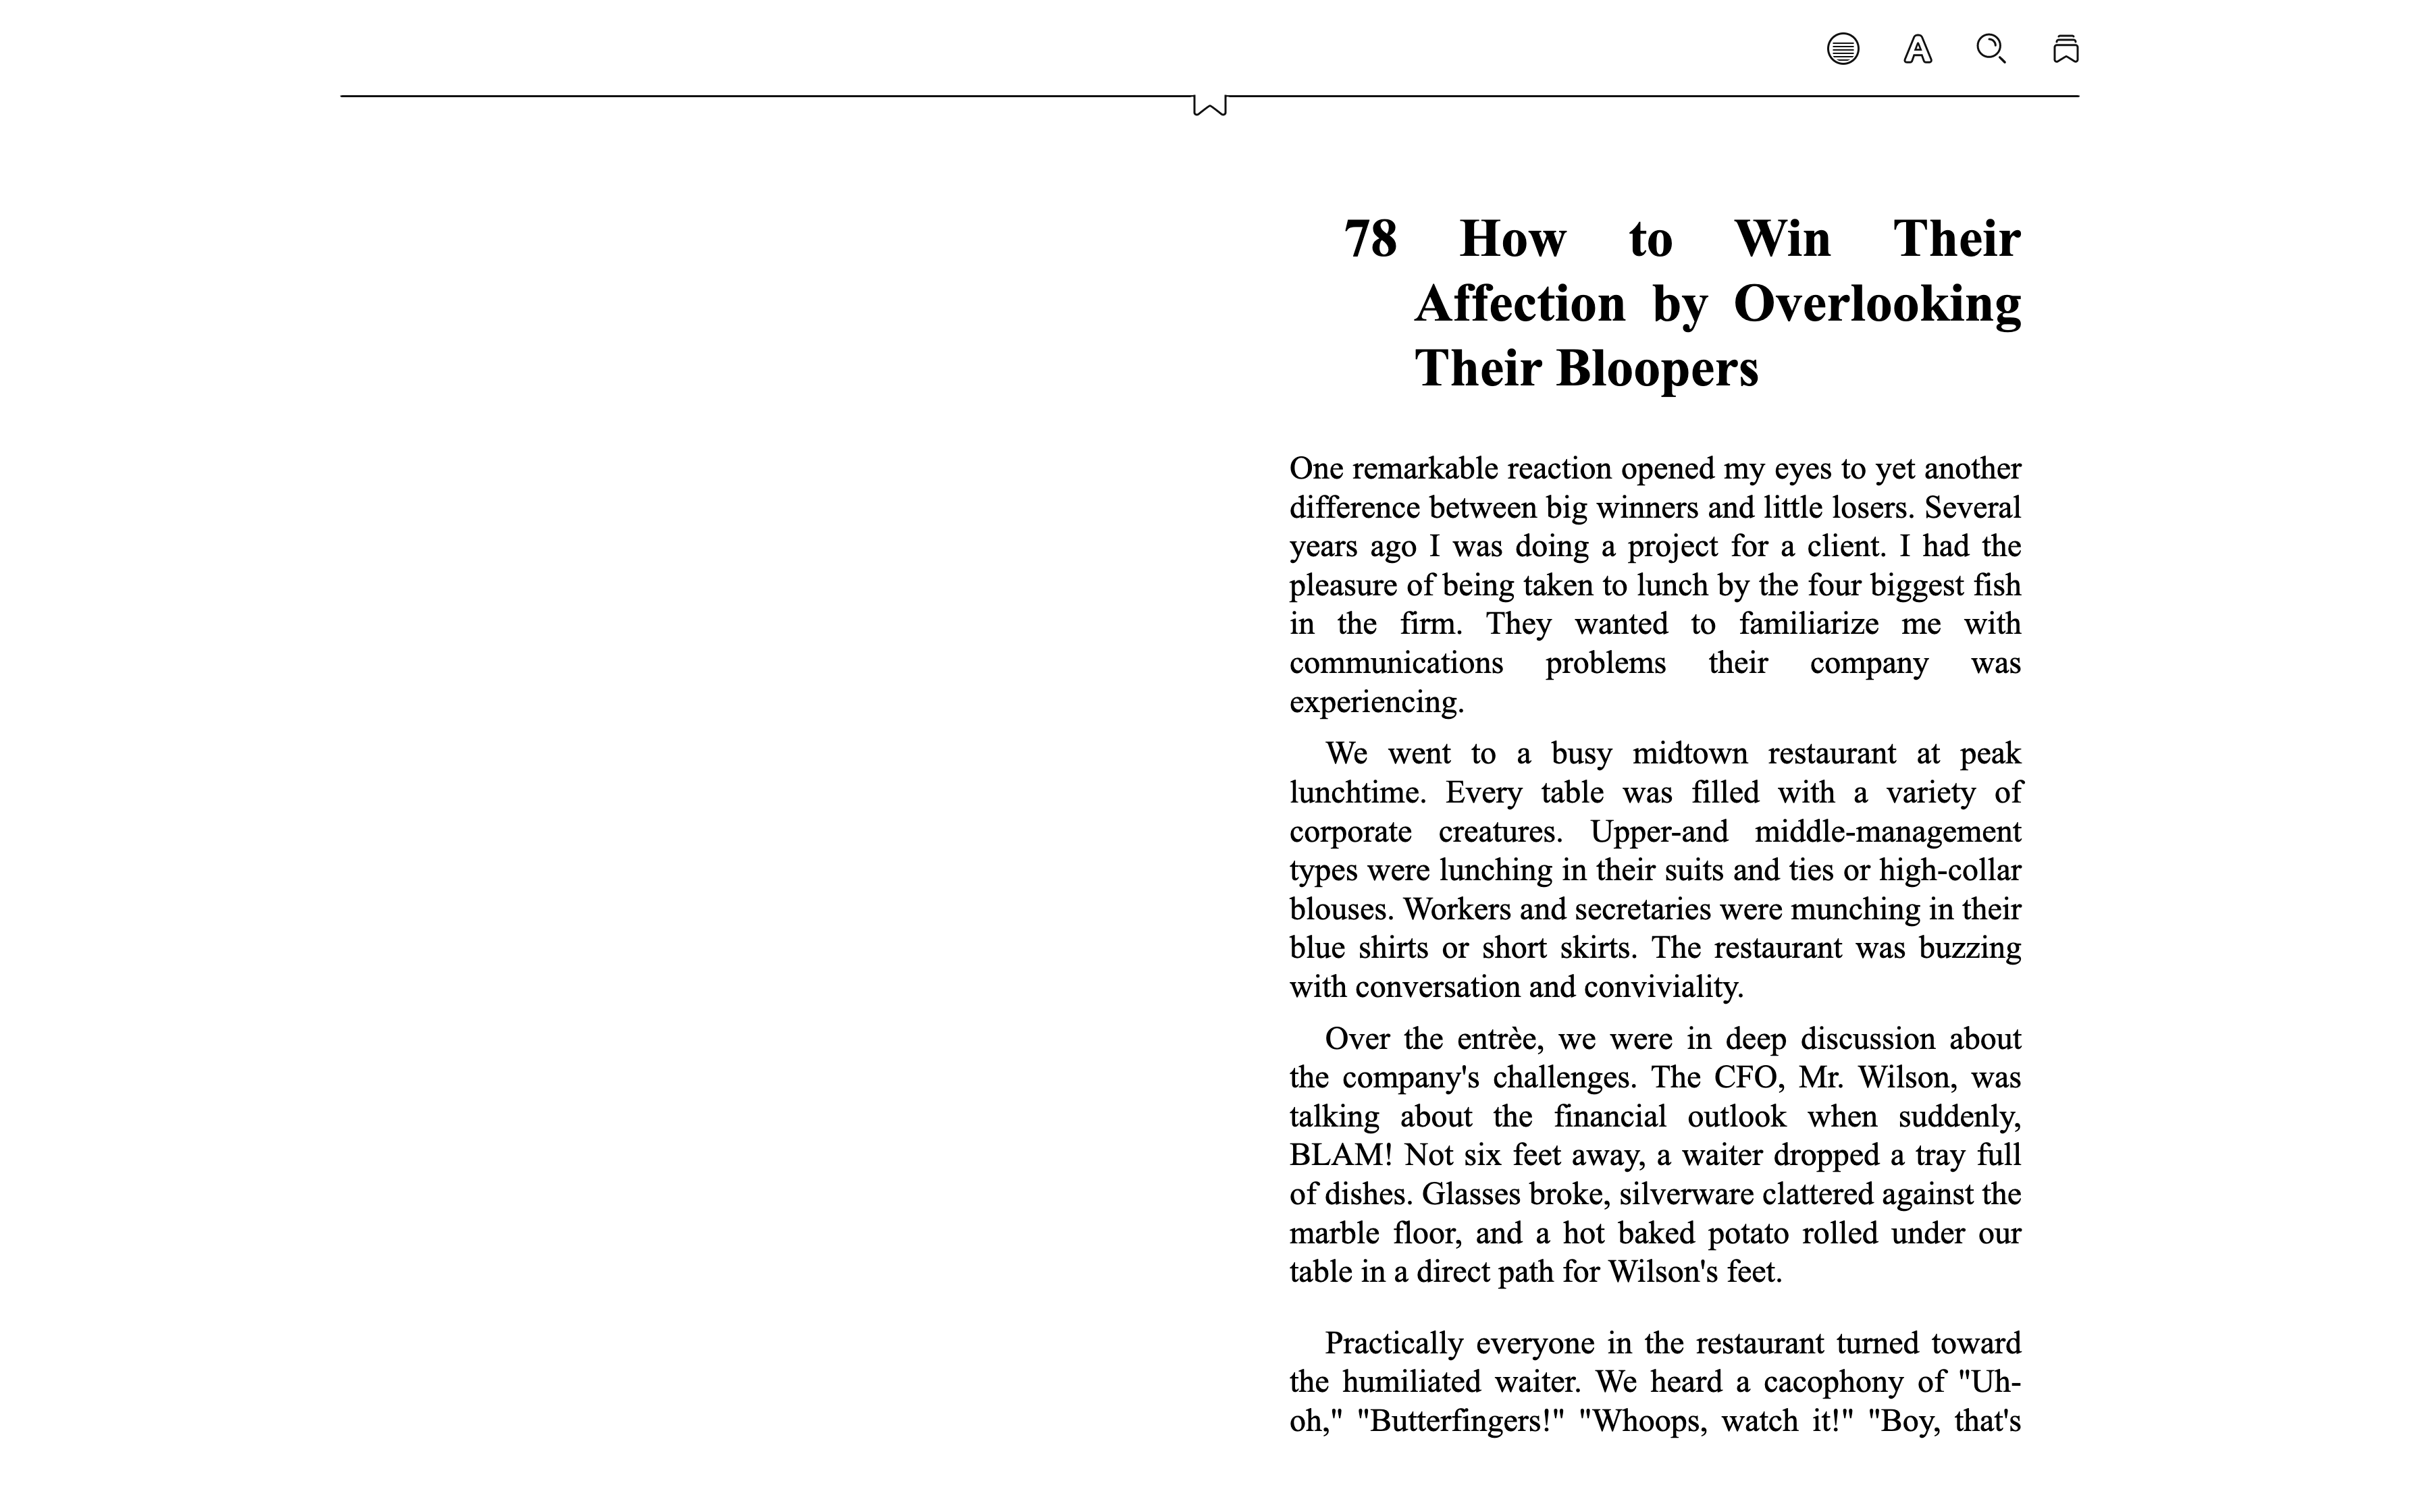 78 How to Win Their
Affection by Overlooking
Their Bloopers
One remarkable reaction opened my eyes to yet another
difference between big winners and little losers. Several
years ago I was doing a project for a client. I had the
pleasure of being taken to lunch by the four biggest fish
in the firm. They wanted to familiarize me with
communications problems their company was
experiencing.
We went to a busy midtown restaurant at peak
lunchtime. Every table was filled with a variety of
corporate creatures. Upper-and middle-management
types were lunching in their suits and ties or high-collar
blouses. Workers and secretaries were munching in their
blue shirts or short skirts. The restaurant was buzzing
with conversation and conviviality.
Over the entrèe, we were in deep discussion about
the company's challenges. The CFO, Mr. Wilson, was
talking about the financial outlook when suddenly,
BLAM! Not six feet away, a waiter dropped a tray full
of dishes. Glasses broke, silverware clattered against the
marble floor, and a hot baked potato rolled under our
table in a direct path for Wilson's feet.
Practically everyone in the restaurant turned toward
the humiliated waiter. We heard a cacophony of "Uh-
oh," "Butterfingers!" "Whoops, watch it!" "Boy, that's